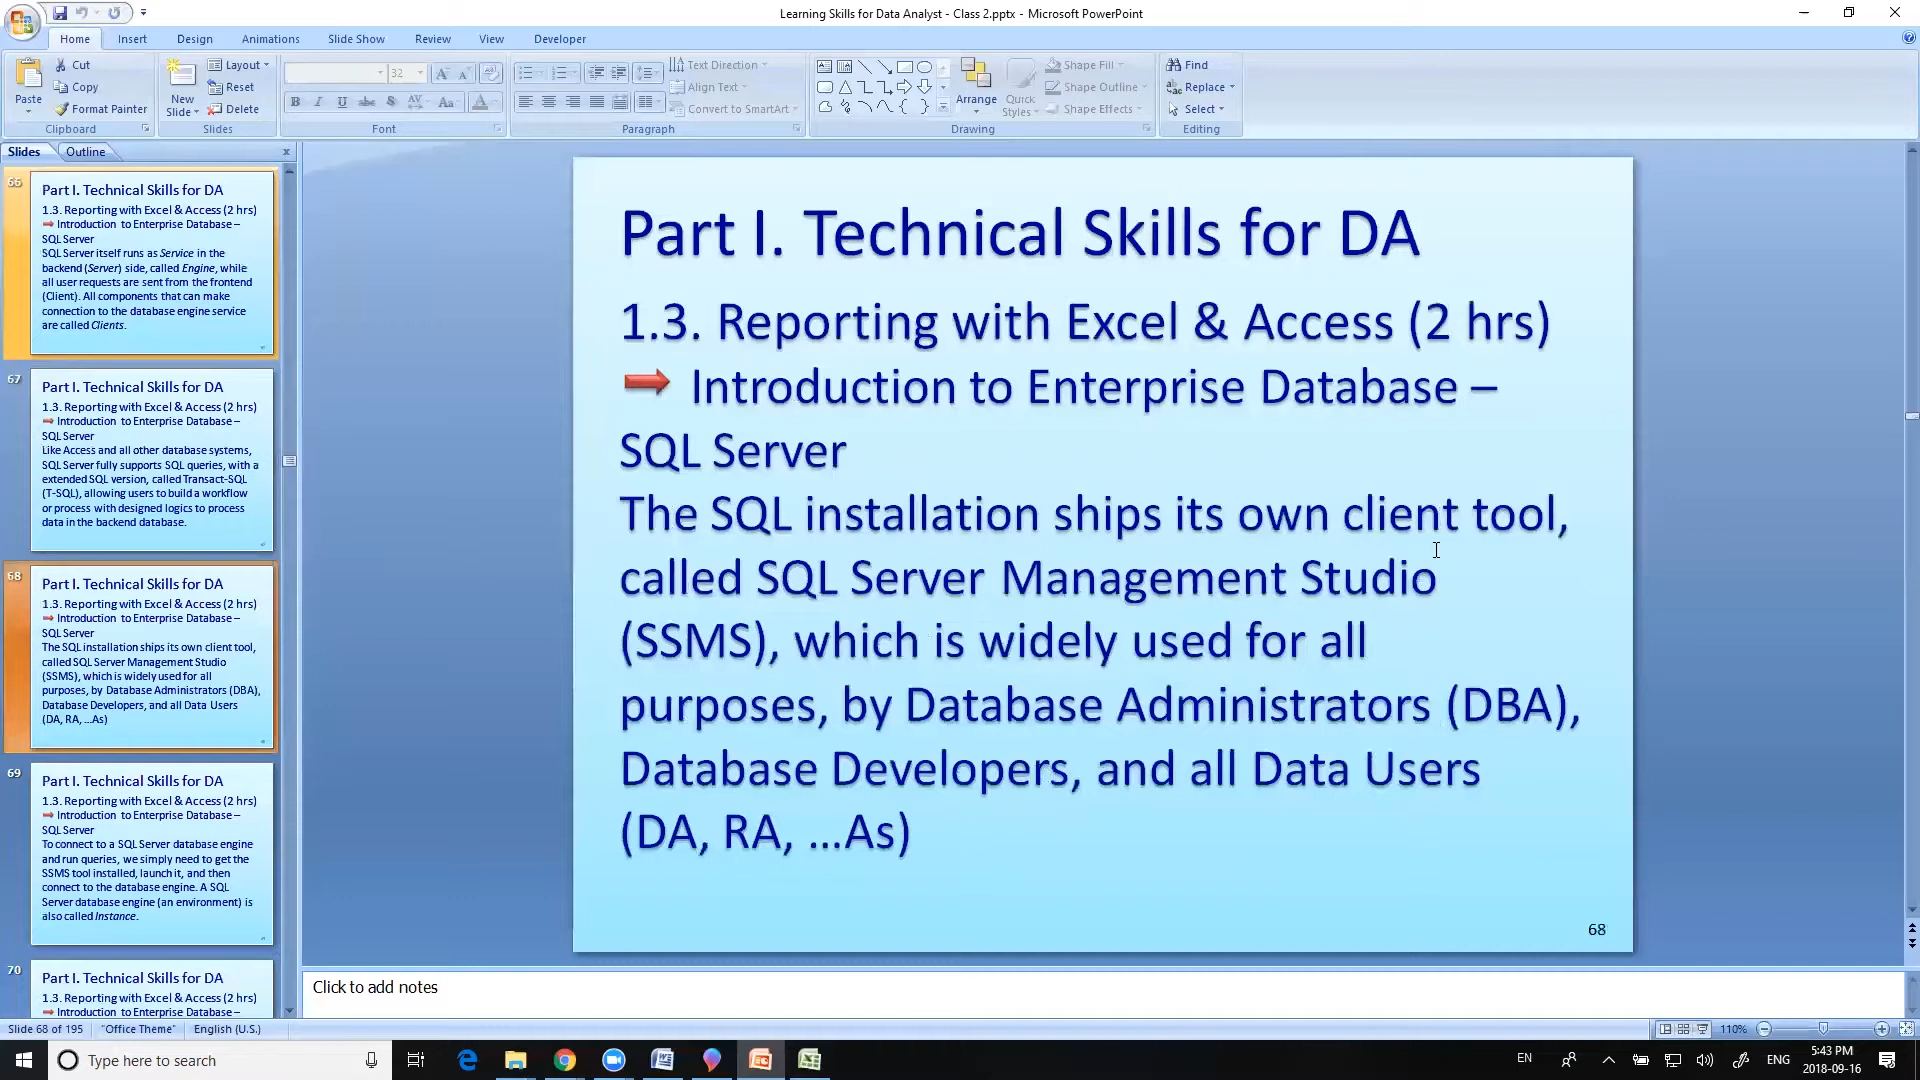 Learning Skills for Data Analyst - Class 2.pptx - Microsoft PowerPoint
Home Insert Design Animations Slide Show Review View Developer
Paste
Cut
Copy
Format Painter
Clipboard
New Slide
Layout
Reset
Delete
Slides
32
B I U abc S AV Aa A
Font
Text Direction
Align Text
Convert to SmartArt
Paragraph
Arrange
Quick Styles
Shape Fill
Shape Outline
Shape Effects
Drawing
Find
Replace
Select
Editing
Slides Outline
66
Part I. Technical Skills for DA
1.3. Reporting with Excel & Access (2 hrs)
Introduction to Enterprise Database –
SQL Server
SQL Server itself runs as Service in the
backend (Server) side, called Engine, while
all user requests are sent from the frontend
(Client). All components that can make
connection to the database engine service
are called Clients.
67
Part I. Technical Skills for DA
1.3. Reporting with Excel & Access (2 hrs)
Introduction to Enterprise Database –
SQL Server
Like Access and all other database systems,
SQL Server fully supports SQL queries, with a
extended SQL version, called Transact-SQL
(T-SQL), allowing users to build a workflow
or process with designed logics to process
data in the backend database.
68
Part I. Technical Skills for DA
1.3. Reporting with Excel & Access (2 hrs)
Introduction to Enterprise Database –
SQL Server
The SQL installation ships its own client tool,
called SQL Server Management Studio
(SSMS), which is widely used for all
purposes, by Database Administrators (DBA),
Database Developers, and all Data Users
(DA, RA, ...As)
69
Part I. Technical Skills for DA
1.3. Reporting with Excel & Access (2 hrs)
Introduction to Enterprise Database –
SQL Server
To connect to a SQL Server database engine
and run queries, we simply need to get the
SSMS tool installed, launch it, and then
connect to the database engine. A SQL
Server database engine (an environment) is
also called Instance.
70
Part I. Technical Skills for DA
1.3. Reporting with Excel & Access (2 hrs)
Introduction to Enterprise Database –
Part I. Technical Skills for DA
1.3. Reporting with Excel & Access (2 hrs)
Introduction to Enterprise Database –
SQL Server
The SQL installation ships its own client tool,
called SQL Server Management Studio
(SSMS), which is widely used for all
purposes, by Database Administrators (DBA),
Database Developers, and all Data Users
(DA, RA, ...As)
68
Click to add notes
Slide 68 of 195 "Office Theme" English (U.S.) 110%
Type here to search
EN ENG
5:43 PM
2018-09-16